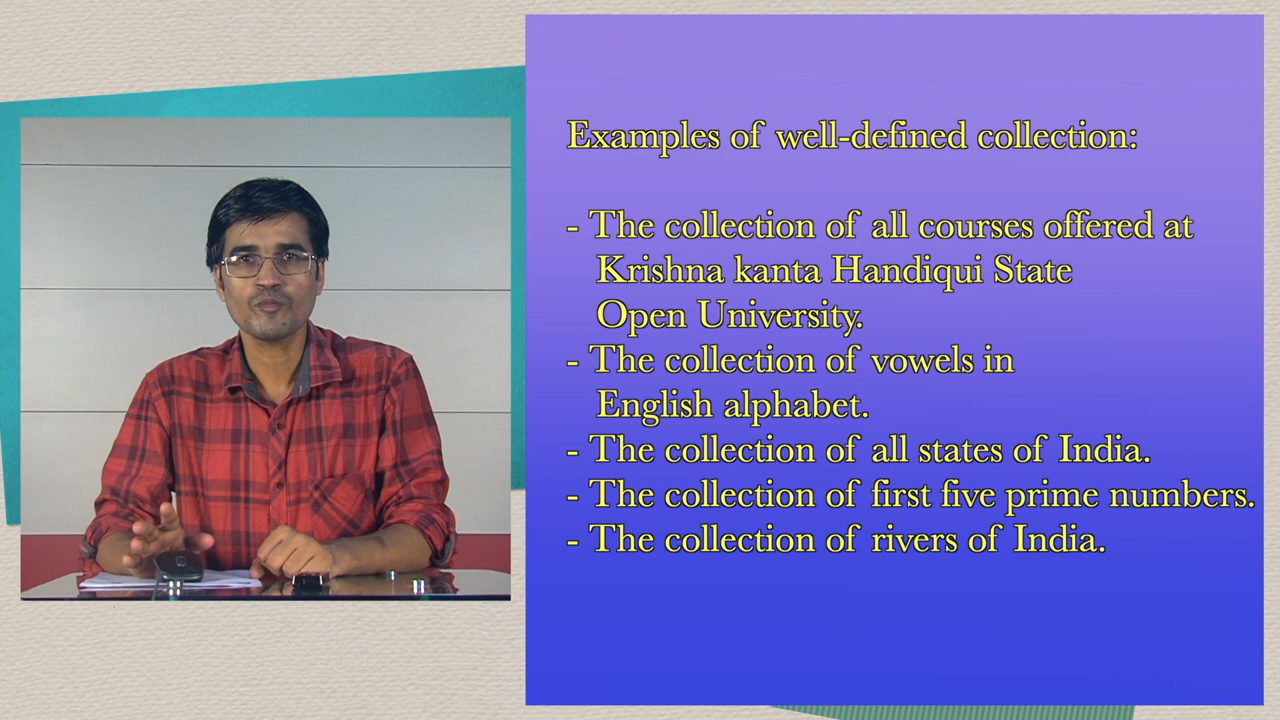 Examples of well-defined collection:
- The collection of all courses offered at
Krishna kanta Handiqui State
Open University.
- The collection of vowels in
English alphabet.
- The collection of all states of India.
- The collection of first five prime numbers.
- The collection of rivers of India.